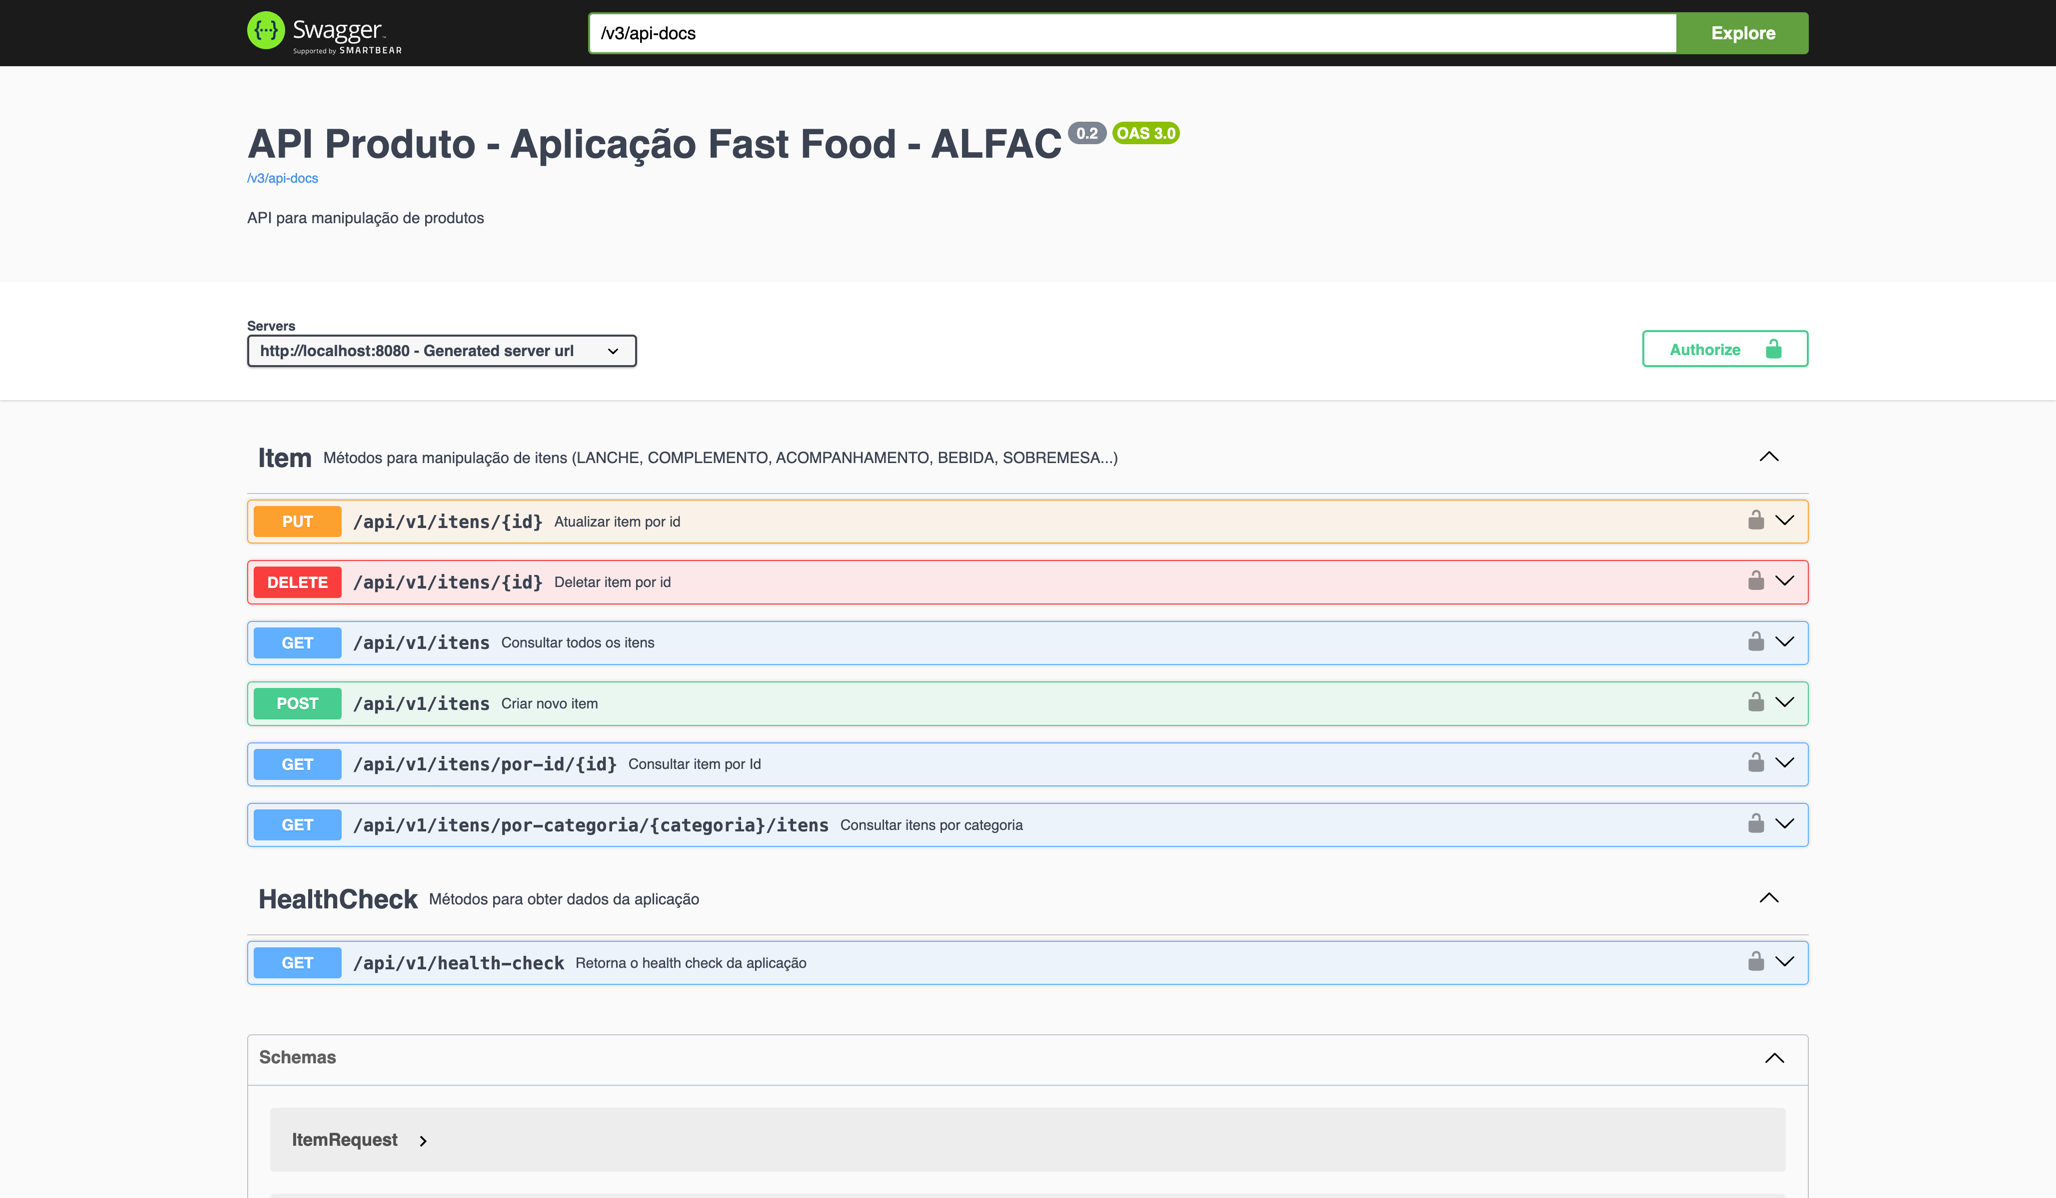 Swagger
Supported by SMARTBEAR
/v3/api-docs
Explore
API Produto - Aplicação Fast Food - ALFAC 0.2 OAS 3.0
/v3/api-docs
API para manipulação de produtos
Servers
http://localhost:8080 - Generated server url
Authorize
Item Métodos para manipulação de itens (LANCHE, COMPLEMENTO, ACOMPANHAMENTO, BEBIDA, SOBREMESA...)
PUT /api/v1/itens/{id} Atualizar item por id
DELETE /api/v1/itens/{id} Deletar item por id
GET /api/v1/itens Consultar todos os itens
POST /api/v1/itens Criar novo item
GET /api/v1/itens/por-id/{id} Consultar item por Id
GET /api/v1/itens/por-categoria/{categoria}/itens Consultar itens por categoria
HealthCheck Métodos para obter dados da aplicação
GET /api/v1/health-check Retorna o health check da aplicação
Schemas
ItemRequest